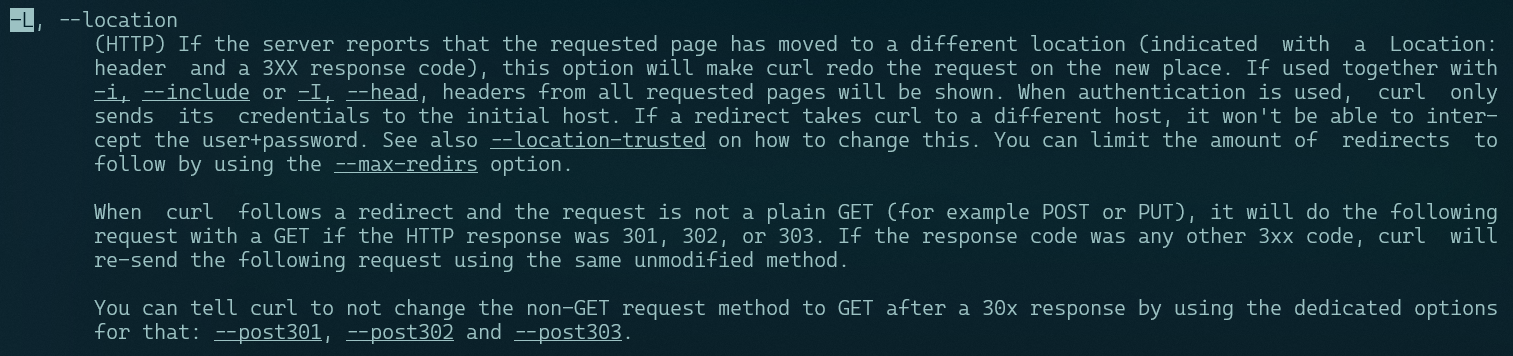 -L, --location
(HTTP) If the server reports that the requested page has moved to a different location (indicated  with  a  Location:
header  and a 3XX response code), this option will make curl redo the request on the new place. If used together with
-i, --include or -I, --head, headers from all requested pages will be shown. When authentication is used,  curl  only
sends  its  credentials to the initial host. If a redirect takes curl to a different host, it won't be able to inter-
cept the user+password. See also --location-trusted on how to change this. You can limit the amount of  redirects  to
follow by using the --max-redirs option.

When  curl  follows a redirect and the request is not a plain GET (for example POST or PUT), it will do the following
request with a GET if the HTTP response was 301, 302, or 303. If the response code was any other 3xx code, curl  will
re-send the following request using the same unmodified method.

You can tell curl to not change the non-GET request method to GET after a 30x response by using the dedicated options
for that: --post301, --post302 and --post303.